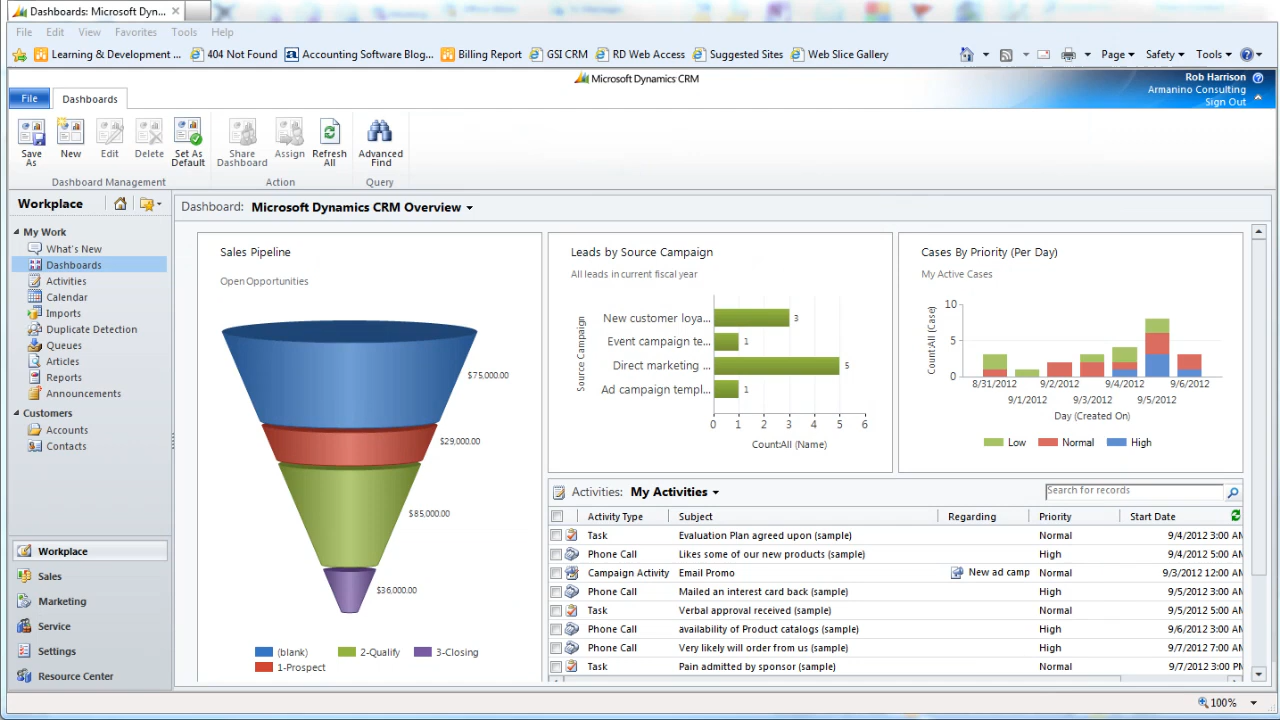 Dashboards: Microsoft Dyn...
File Edit View Favorites Tools Help
Learning & Development ... 404 Not Found Accounting Software Blog... Billing Report GSI CRM RD Web Access Suggested Sites Web Slice Gallery Page Safety Tools
Microsoft Dynamics CRM
Rob Harrison
Armanino Consulting
Sign Out
File Dashboards
Save As
New
Edit
Delete
Set As Default
Share Dashboard
Assign
Refresh All
Advanced Find
Dashboard Management Action Query
Workplace
My Work
What's New
Dashboards
Activities
Calendar
Imports
Duplicate Detection
Queues
Articles
Reports
Announcements
Customers
Accounts
Contacts
Workplace
Sales
Marketing
Service
Settings
Resource Center
Dashboard: Microsoft Dynamics CRM Overview
Sales Pipeline
Open Opportunities
$75,000.00
$29,000.00
$85,000.00
$36,000.00
(blank) 2-Qualify 3-Closing
1-Prospect
Leads by Source Campaign
All leads in current fiscal year
Source Campaign
New customer loya... 3
Event campaign te... 1
Direct marketing ... 5
Ad campaign templ... 1
0 1 2 3 4 5 6
Count:All (Name)
Cases By Priority (Per Day)
My Active Cases
Count:All (Case)
10
5
0
8/31/2012 9/2/2012 9/4/2012 9/6/2012
9/1/2012 9/3/2012 9/5/2012
Day (Created On)
Low Normal High
Activities: My Activities
Search for records
Activity Type Subject Regarding Priority Start Date
Task Evaluation Plan agreed upon (sample) Normal 9/4/2012 3:00 AM
Phone Call Likes some of our new products (sample) High 9/4/2012 5:00 AM
Campaign Activity Email Promo New ad camp Normal 9/3/2012 12:00 AM
Phone Call Mailed an interest card back (sample) High 9/5/2012 3:00 AM
Task Verbal approval received (sample) Normal 9/5/2012 5:00 AM
Phone Call availability of Product catalogs (sample) High 9/6/2012 3:00 AM
Phone Call Very likely will order from us (sample) High 9/7/2012 7:00 AM
Task Pain admitted by sponsor (sample) Normal 9/7/2012 3:00 PM
100%